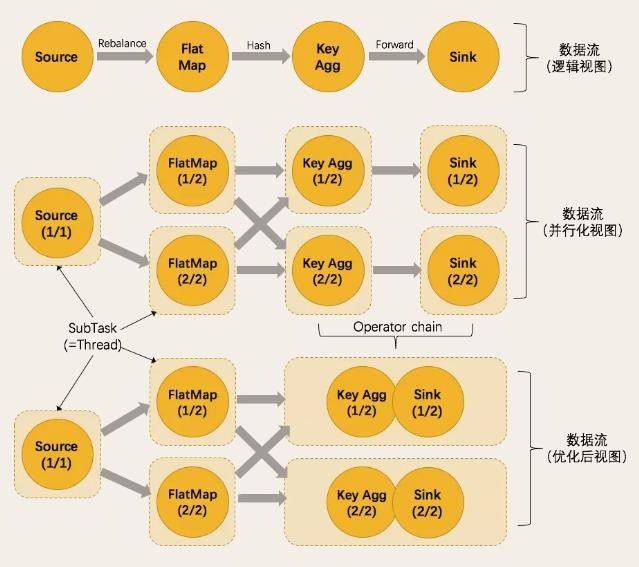 Source
Rebalance
Flat
Map
Hash
Key
Agg
Forward
Sink
数据流
(逻辑视图)
Source
(1/1)
FlatMap
(1/2)
Key Agg
(1/2)
Sink
(1/2)
FlatMap
(2/2)
Key Agg
(2/2)
Sink
(2/2)
数据流
(并行化视图)
SubTask
(=Thread)
Operator chain
Source
(1/1)
FlatMap
(1/2)
Key Agg
(1/2)
Sink
(1/2)
FlatMap
(2/2)
Key Agg
(2/2)
Sink
(2/2)
数据流
(优化后视图)